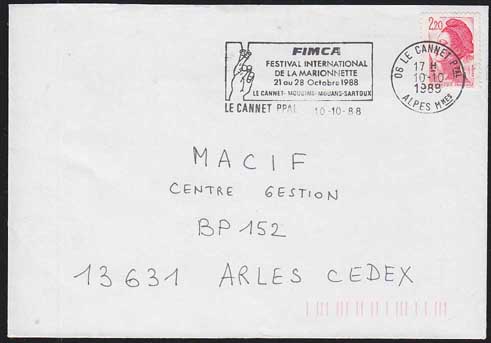 FIMCA
FESTIVAL INTERNATIONAL
DE LA MARIONNETTE
21 au 28 Octobre 1988
LE CANNET-MOUGINS-MOUANS-SARTOUX
LE CANNET PPAL 10-10-88
2,20
06 LE CANNET PPAL
17 H
10-10
1988
ALPES MMES
MACIF
CENTRE GESTION
BP 152
13631 ARLES CEDEX